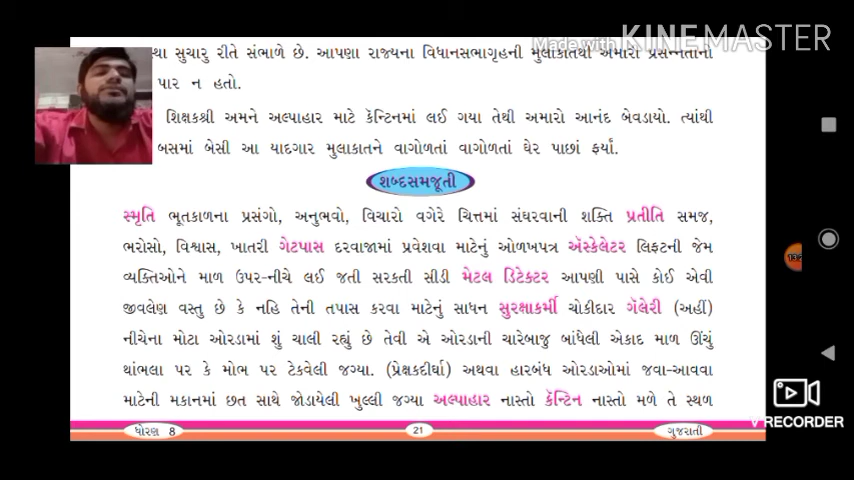 Made with KINEMASTER
સ્થા સુચારુ રીતે સંભાળે છે. આપણા રાજ્યના વિધાનસભાગૃહની મુલાકાતથી અમારી પ્રસન્નતાનો
પાર ન હતો.
શિક્ષકશ્રી અમને અલ્પાહાર માટે કૅન્ટિનમાં લઈ ગયા તેથી અમારો આનંદ બેવડાયો. ત્યાંથી
બસમાં બેસી આ યાદગાર મુલાકાતને વાગોળતાં વાગોળતાં ઘેર પાછાં ફર્યાં.
શબ્દસમજૂતી
સ્મૃતિ ભૂતકાળના પ્રસંગો, અનુભવો, વિચારો વગેરે ચિત્તમાં સંઘરવાની શક્તિ પ્રતીતિ સમજ,
ભરોસો, વિશ્વાસ, ખાતરી ગેટપાસ દરવાજામાં પ્રવેશવા માટેનું ઓળખપત્ર ઍસ્કેલેટર લિફ્ટની જેમ
વ્યક્તિઓને માળ ઉપર-નીચે લઈ જતી સરકતી સીડી મેટલ ડિટેક્ટર આપણી પાસે કોઈ એવી
જીવલેણ વસ્તુ છે કે નહિ તેની તપાસ કરવા માટેનું સાધન સુરક્ષાકર્મી ચોકીદાર ગૅલેરી (અહીં)
નીચેના મોટા ઓરડામાં શું ચાલી રહ્યું છે તેવી એ ઓરડાની ચારેબાજુ બાંધેલી એકાદ માળ ઊંચું
થાંભલા પર કે મોભ પર ટેકવેલી જગ્યા. (પ્રેક્ષકદીર્ઘા) અથવા હારબંધ ઓરડાઓમાં જવા-આવવા
માટેની મકાનમાં છત સાથે જોડાયેલી ખુલ્લી જગ્યા અલ્પાહાર નાસ્તો કૅન્ટિન નાસ્તો મળે તે સ્થળ
V RECORDER
ધોરણ 8
21
ગુજરાતી